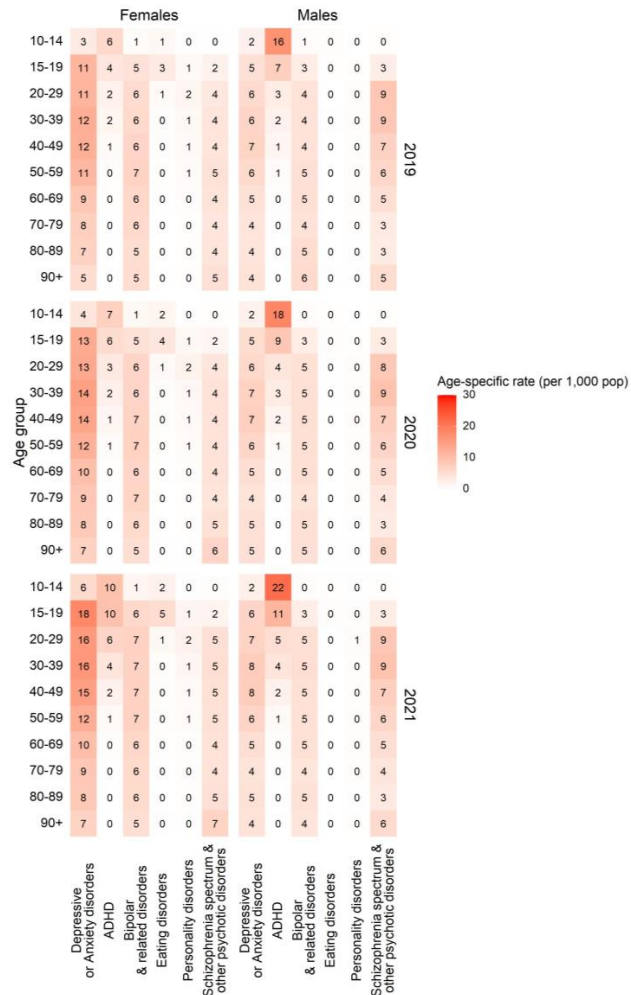 Females Males
10-14 3 6 1 1 0 0 2 16 1 0 0 0
15-19 11 4 5 3 1 2 5 7 3 0 0 3
20-29 11 2 6 1 2 4 6 3 4 0 0 9
30-39 12 2 6 0 1 4 6 2 4 0 0 9
40-49 12 1 6 0 1 4 7 1 4 0 0 7
50-59 11 0 7 0 1 5 6 1 5 0 0 6
60-69 9 0 6 0 0 4 5 0 5 0 0 5
70-79 8 0 6 0 0 4 4 0 4 0 0 3
80-89 7 0 5 0 0 4 4 0 5 0 0 3
90+ 5 0 5 0 0 5 4 0 6 0 0 5
2019
10-14 4 7 1 2 0 0 2 18 0 0 0 0
15-19 13 6 5 4 1 2 5 9 3 0 0 3
20-29 13 3 6 1 2 4 6 4 5 0 0 8
30-39 14 2 6 0 1 4 7 3 5 0 0 9
40-49 14 1 7 0 1 4 7 2 5 0 0 7
50-59 12 1 7 0 1 4 6 1 5 0 0 6
60-69 10 0 6 0 0 4 5 0 5 0 0 5
70-79 9 0 7 0 0 4 4 0 4 0 0 4
80-89 8 0 6 0 0 5 5 0 5 0 0 3
90+ 7 0 5 0 0 6 5 0 5 0 0 6
2020
Age group
10-14 6 10 1 2 0 0 2 22 0 0 0 0
15-19 18 10 6 5 1 2 6 11 3 0 0 3
20-29 16 6 7 1 2 5 7 5 5 0 1 9
30-39 16 4 7 0 1 5 8 4 5 0 0 9
40-49 15 2 7 0 1 5 8 2 5 0 0 7
50-59 12 1 7 0 1 5 6 1 5 0 0 6
60-69 10 0 6 0 0 4 5 0 5 0 0 5
70-79 9 0 6 0 0 4 4 0 4 0 0 4
80-89 8 0 6 0 0 5 5 0 5 0 0 3
90+ 7 0 5 0 0 7 4 0 4 0 0 6
2021
Depressive
or Anxiety disorders
ADHD
Bipolar
& related disorders
Eating disorders
Personality disorders
Schizophrenia spectrum &
other psychotic disorders
Depressive
or Anxiety disorders
ADHD
Bipolar
& related disorders
Eating disorders
Personality disorders
Schizophrenia spectrum &
other psychotic disorders
Age-specific rate (per 1,000 pop)
30
20
10
0